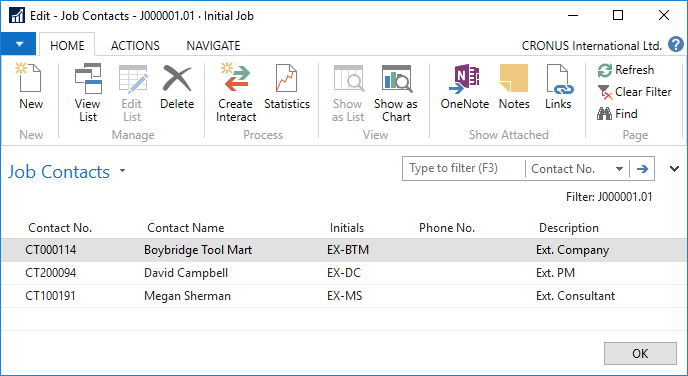 Edit - Job Contacts - J000001.01 · Initial Job
HOME ACTIONS NAVIGATE CRONUS International Ltd. ?
New
View List
Edit List
Delete
Create Interact
Statistics
Show as List
Show as Chart
OneNote
Notes
Links
Refresh
Clear Filter
Find
New Manage Process View Show Attached Page
Job Contacts
Type to filter (F3) Contact No.
Filter: J000001.01
Contact No. Contact Name Initials Phone No. Description
CT000114 Boybridge Tool Mart EX-BTM Ext. Company
CT200094 David Campbell EX-DC Ext. PM
CT100191 Megan Sherman EX-MS Ext. Consultant
OK